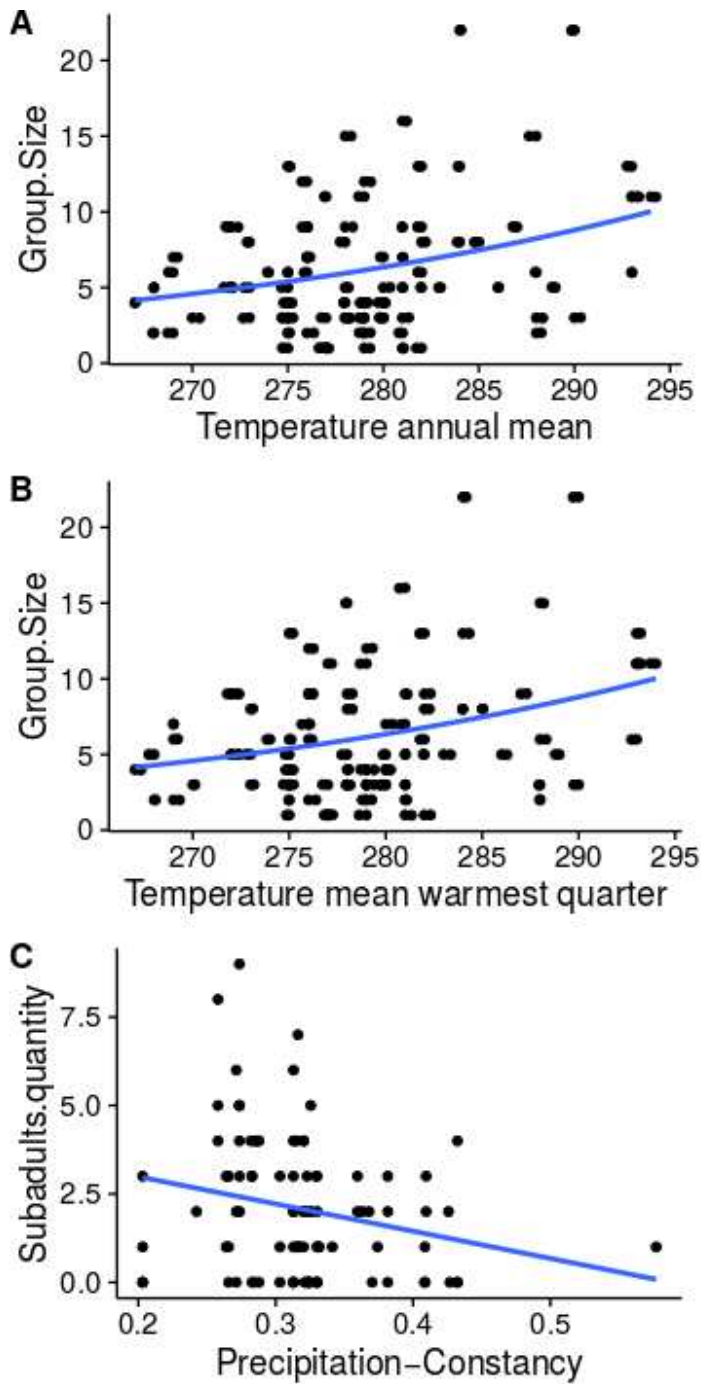 A
Group.Size
20
15
10
5
0
270 275 280 285 290 295
Temperature annual mean
B
Group.Size
20
15
10
5
0
270 275 280 285 290 295
Temperature mean warmest quarter
C
Subadults.quantity
7.5
5.0
2.5
0.0
0.2 0.3 0.4 0.5
Precipitation−Constancy